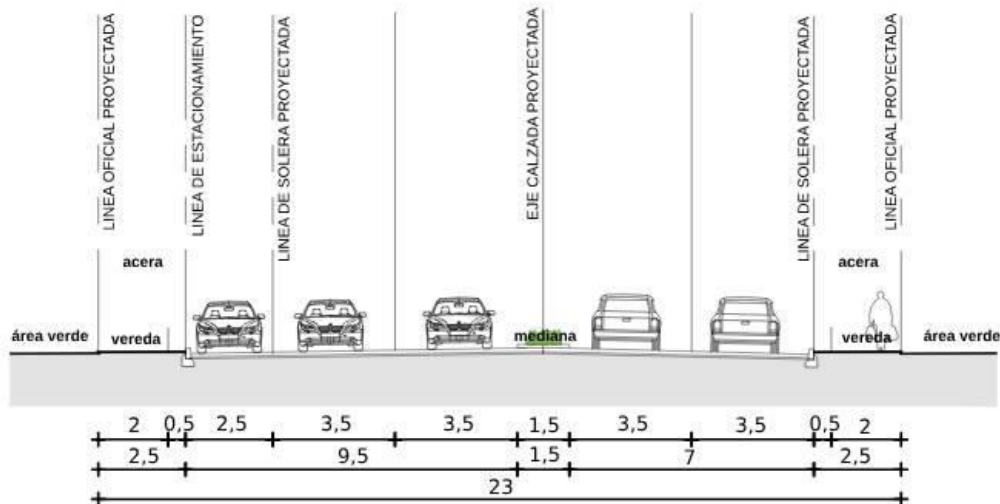 LINEA OFICIAL PROYECTADA
LINEA DE ESTACIONAMIENTO
LINEA DE SOLERA PROYECTADA
EJE CALZADA PROYECTADA
LINEA DE SOLERA PROYECTADA
LINEA OFICIAL PROYECTADA
acera
acera
área verde
vereda
mediana
vereda
área verde
2 0,5 2,5 3,5 3,5 1,5 3,5 3,5 0,5 2
2,5 9,5 1,5 7 2,5
23